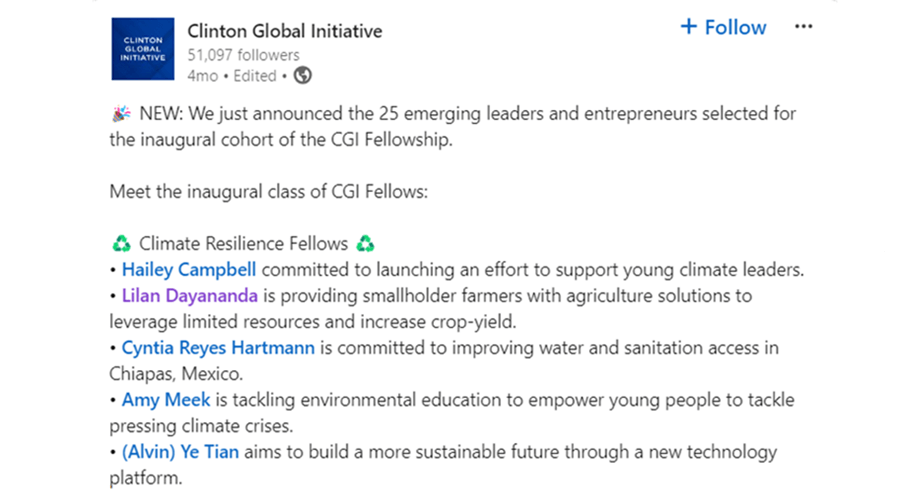 CLINTON
GLOBAL
INITIATIVE
Clinton Global Initiative
51,097 followers
4mo • Edited •
+ Follow
•••
🎉 NEW: We just announced the 25 emerging leaders and entrepreneurs selected for
the inaugural cohort of the CGI Fellowship.
Meet the inaugural class of CGI Fellows:
♻️ Climate Resilience Fellows ♻️
• Hailey Campbell committed to launching an effort to support young climate leaders.
• Lilan Dayananda is providing smallholder farmers with agriculture solutions to
leverage limited resources and increase crop-yield.
• Cyntia Reyes Hartmann is committed to improving water and sanitation access in
Chiapas, Mexico.
• Amy Meek is tackling environmental education to empower young people to tackle
pressing climate crises.
• (Alvin) Ye Tian aims to build a more sustainable future through a new technology
platform.